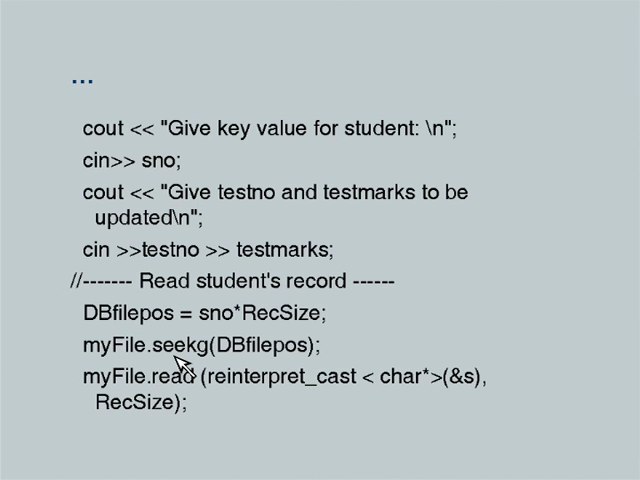 ...
cout << "Give key value for student: \n";
cin>> sno;
cout << "Give testno and testmarks to be
updated\n";
cin >>testno >> testmarks;
//------- Read student's record ------
DBfilepos = sno*RecSize;
myFile.seekg(DBfilepos);
myFile.read (reinterpret_cast < char*>(&s),
RecSize);